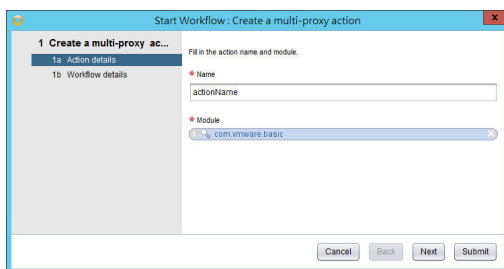 Start Workflow : Create a multi-proxy action
x
1 Create a multi-proxy ac...
1a Action details
1b Workflow details
Fill in the action name and module.
* Name
actionName
* Module
com.vmware.basic
Cancel Back Next Submit